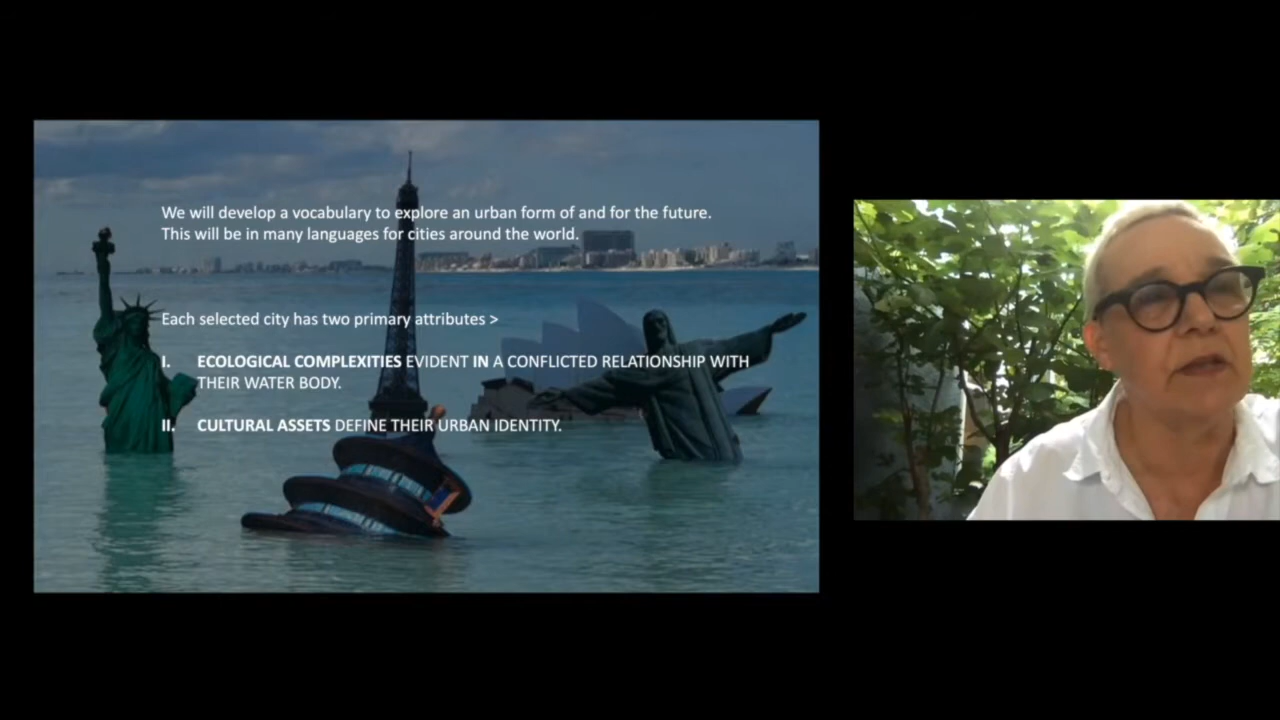 We will develop a vocabulary to explore an urban form of and for the future.
This will be in many languages for cities around the world.
Each selected city has two primary attributes >
I. ECOLOGICAL COMPLEXITIES EVIDENT IN A CONFLICTED RELATIONSHIP WITH
THEIR WATER BODY.
II. CULTURAL ASSETS DEFINE THEIR URBAN IDENTITY.